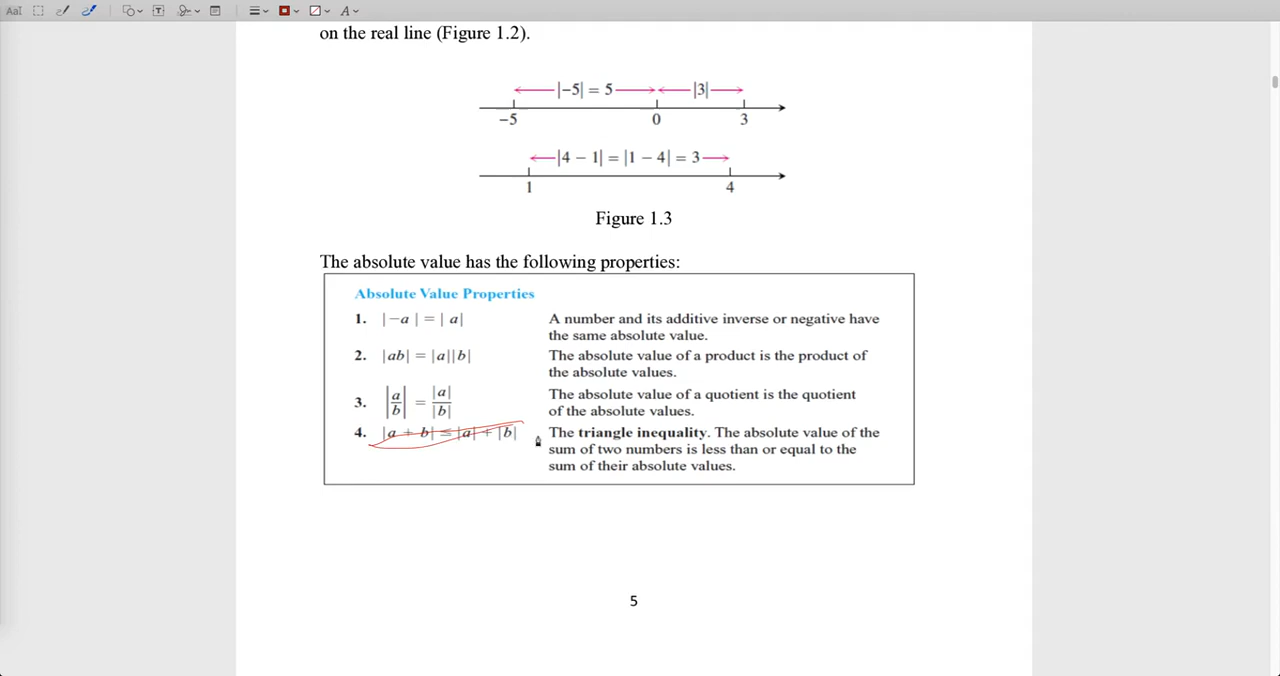 AaI
A
on the real line (Figure 1.2).
|−5| = 5 |3|
−5 0 3
|4 − 1| = |1 − 4| = 3
1 4
Figure 1.3
The absolute value has the following properties:
Absolute Value Properties
1. |−a| = |a| A number and its additive inverse or negative have
the same absolute value.
2. |ab| = |a||b| The absolute value of a product is the product of
the absolute values.
3. |a/b| = |a|/|b| The absolute value of a quotient is the quotient
of the absolute values.
4. |a + b| ≤ |a| + |b| The triangle inequality. The absolute value of the
sum of two numbers is less than or equal to the
sum of their absolute values.
5